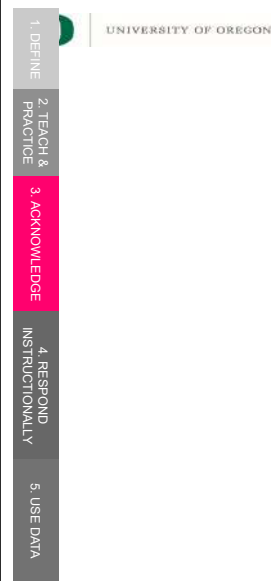 UNIVERSITY OF OREGON
1. DEFINE
2. TEACH &
PRACTICE
3. ACKNOWLEDGE
4. RESPOND
INSTRUCTIONALLY
5. USE DATA